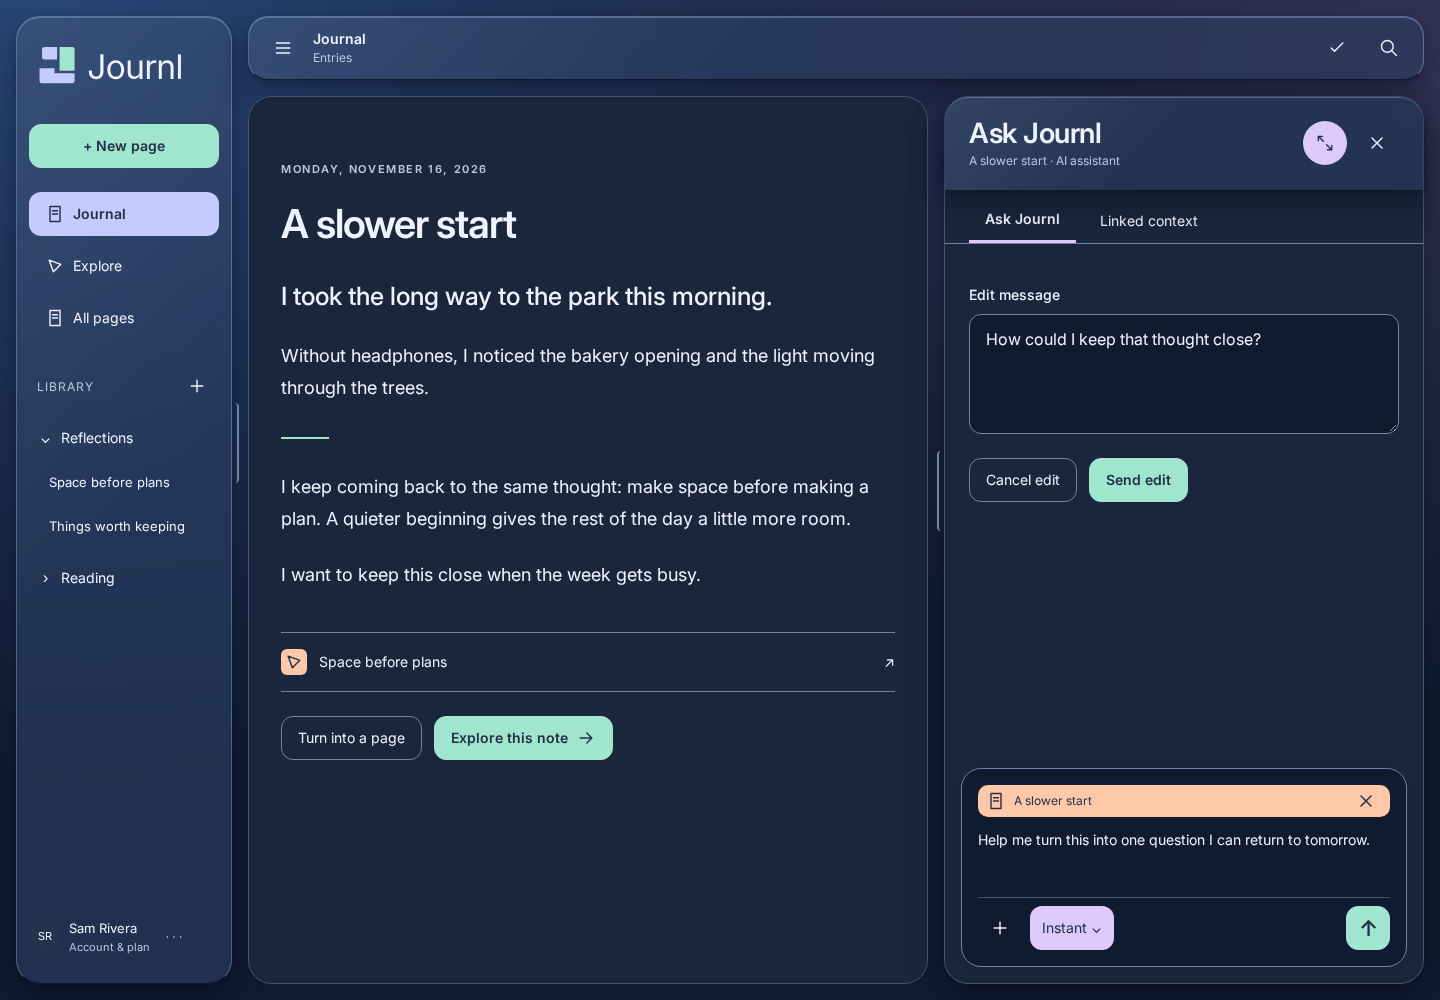 Journl
+ New page
Journal
Explore
All pages
LIBRARY
Reflections
Space before plans
Things worth keeping
Reading
SR
Sam Rivera
Account & plan
Journal
Entries
MONDAY, NOVEMBER 16, 2026
A slower start
I took the long way to the park this morning.
Without headphones, I noticed the bakery opening and the light moving
through the trees.
I keep coming back to the same thought: make space before making a
plan. A quieter beginning gives the rest of the day a little more room.
I want to keep this close when the week gets busy.
Space before plans
Turn into a page
Explore this note
Ask Journl
A slower start · AI assistant
Ask Journl
Linked context
Edit message
How could I keep that thought close?
Cancel edit
Send edit
A slower start
Help me turn this into one question I can return to tomorrow.
Instant